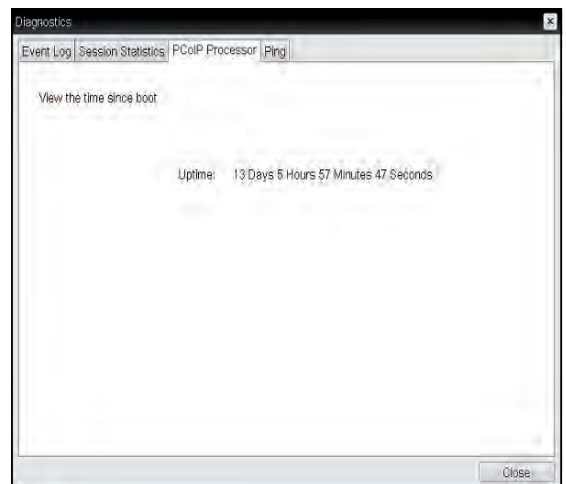 Diagnostics
Event Log Session Statistics PCoIP Processor Ping
View the time since boot
Uptime: 13 Days 5 Hours 57 Minutes 47 Seconds
Close